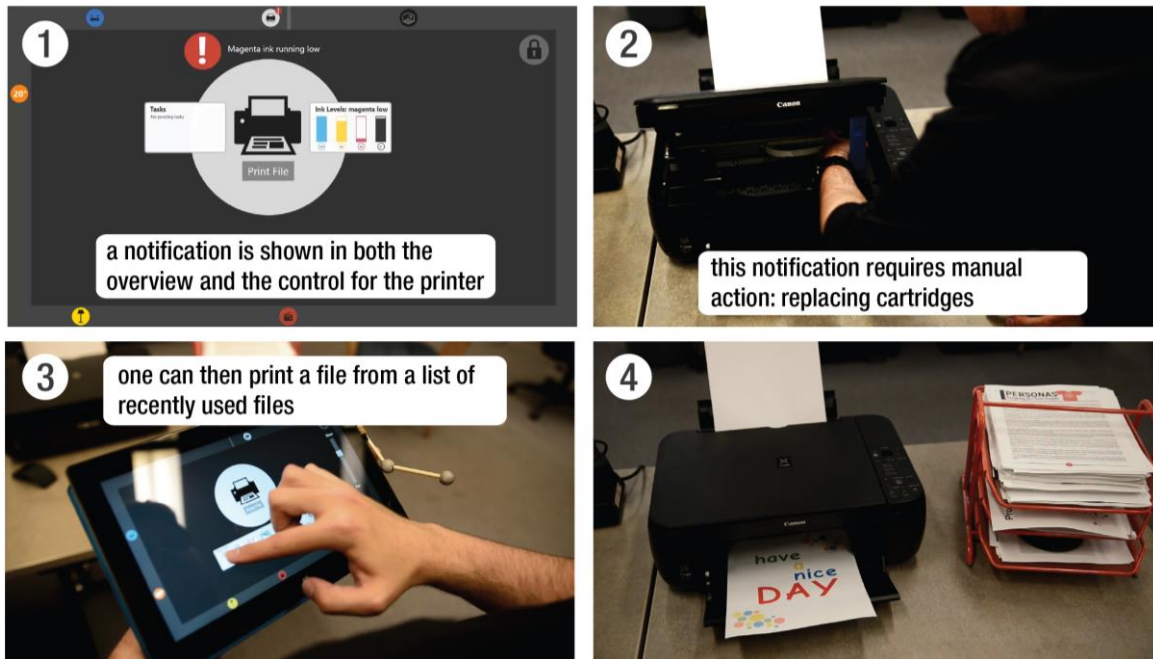 1
Magenta ink running low
20°
Tasks
No printing tasks
Ink Levels: magenta low
Print File
a notification is shown in both the
overview and the control for the printer
2
Canon
this notification requires manual
action: replacing cartridges
3
one can then print a file from a list of
recently used files
4
PERSONAS
Canon
have
a
nice
DAY